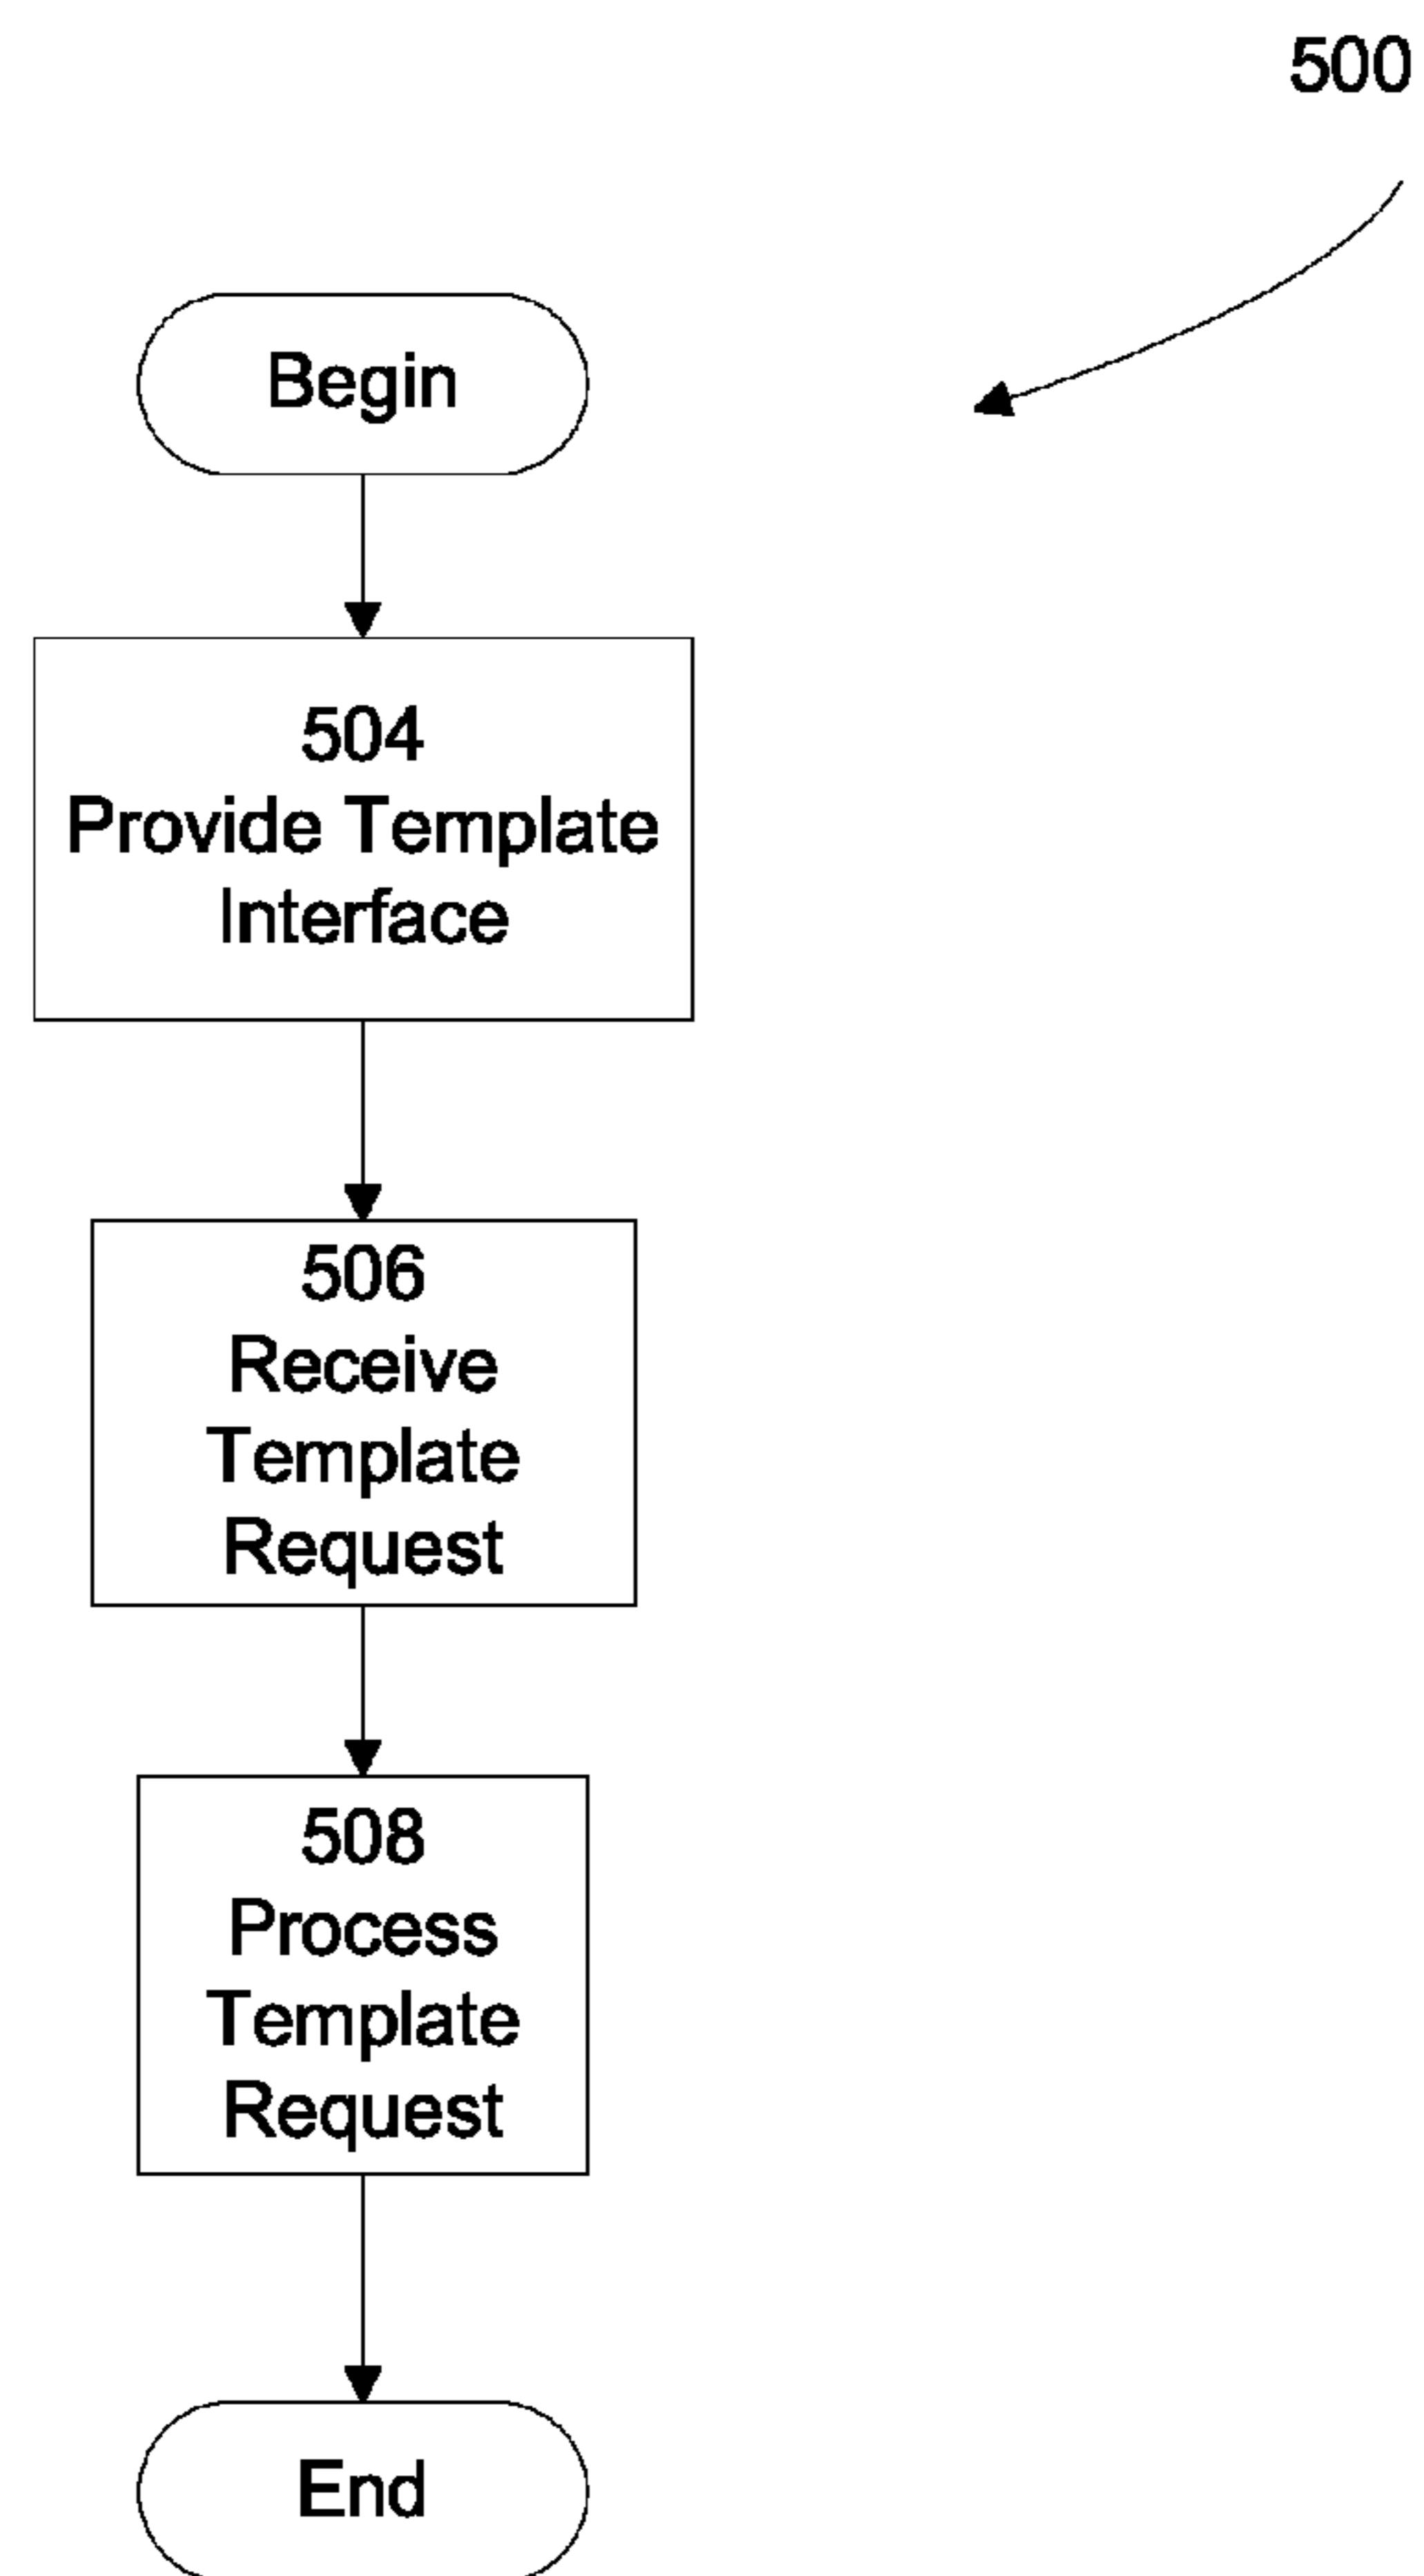 500
Begin
504
Provide Template
Interface
506
Receive
Template
Request
508
Process
Template
Request
End